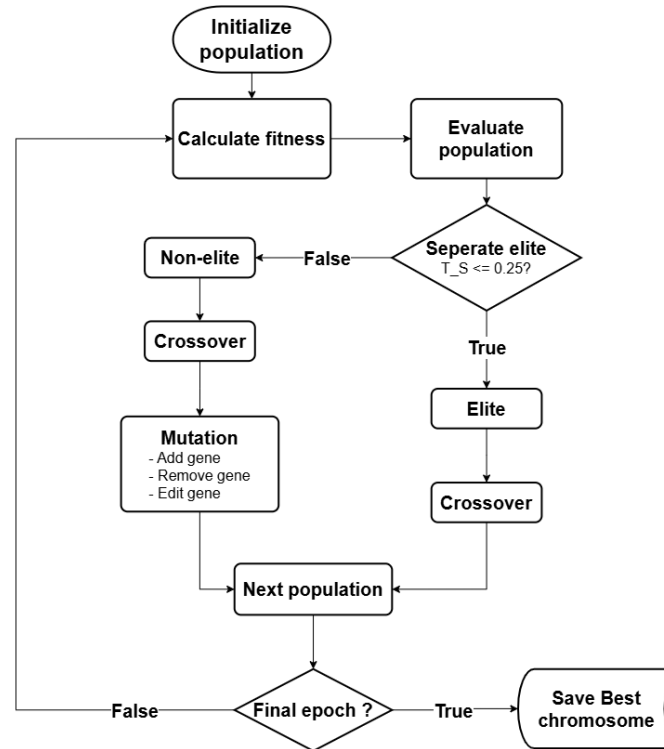 Initialize
population
Calculate fitness
Evaluate
population
Seperate elite
T_S <= 0.25?
False
Non-elite
True
Crossover
Elite
Mutation
- Add gene
- Remove gene
- Edit gene
Crossover
Next population
Final epoch ?
False
True
Save Best
chromosome